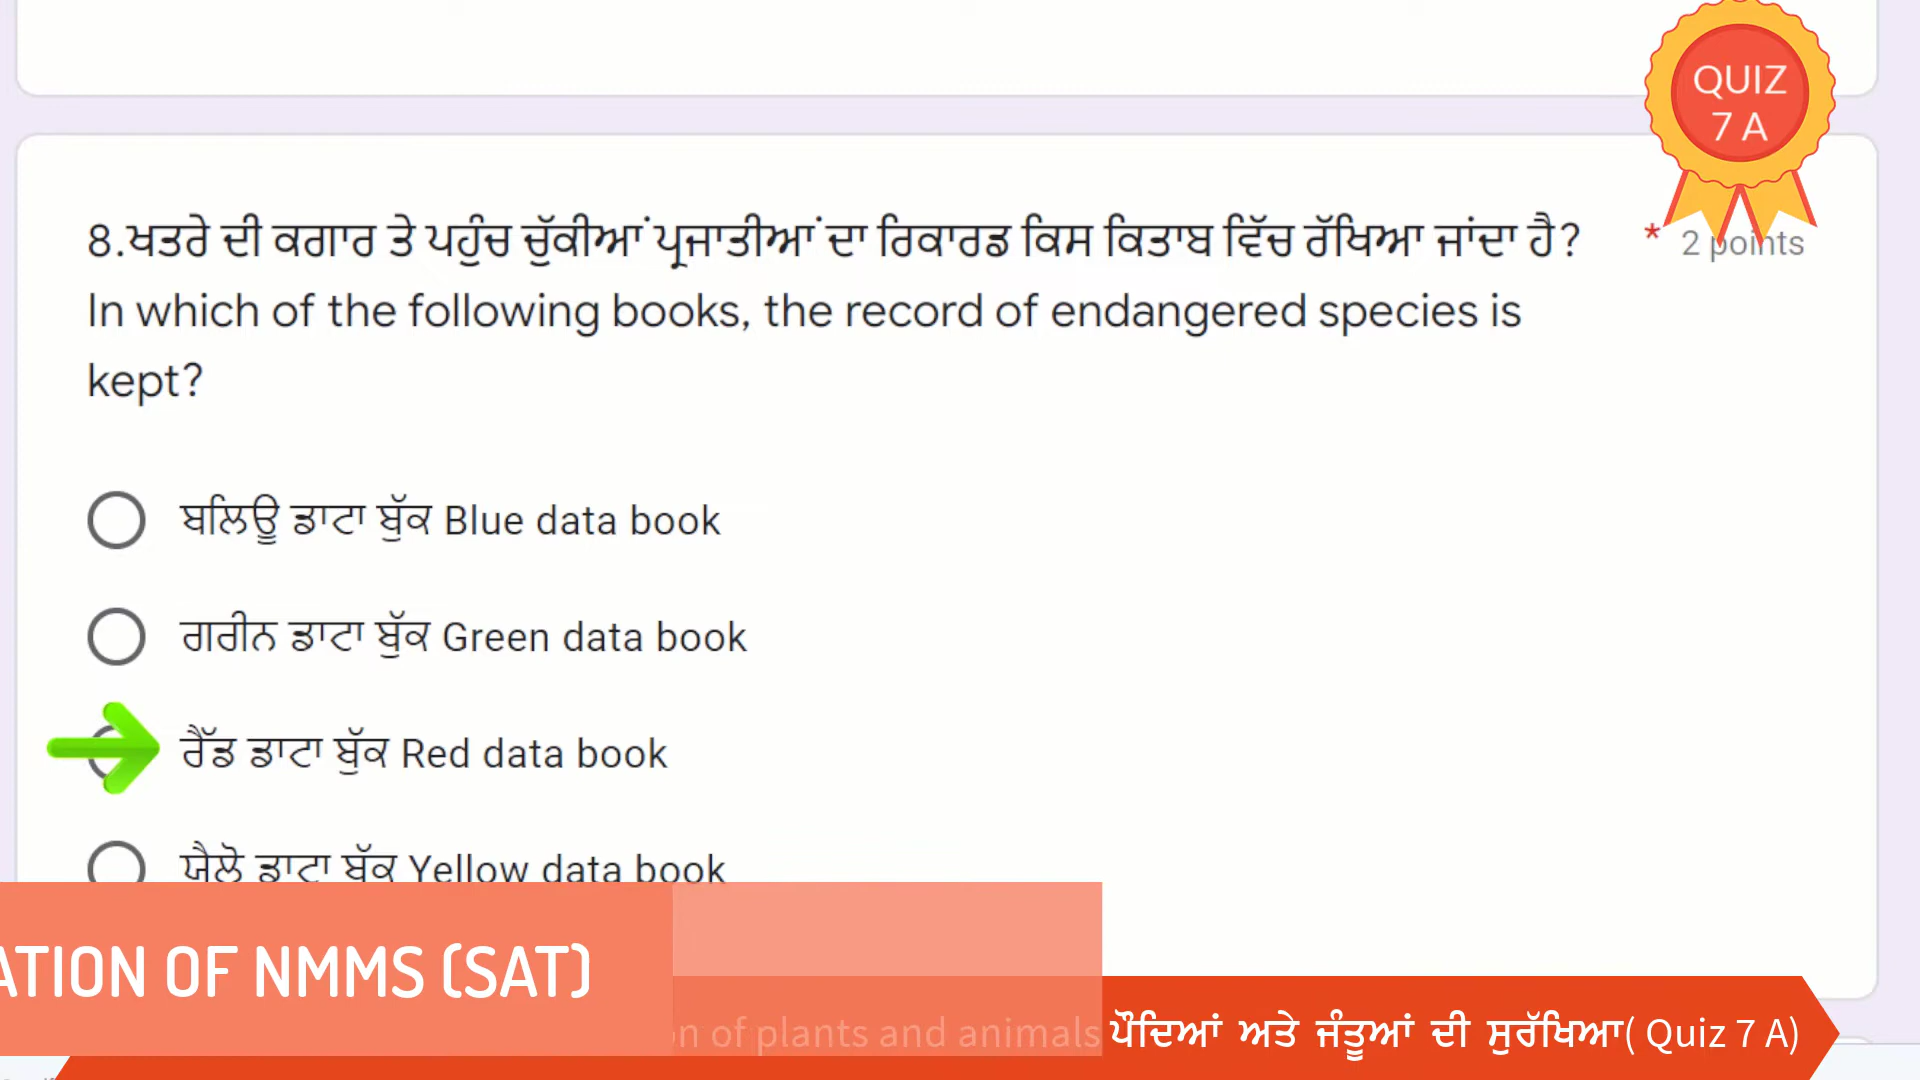 QUIZ
7 A
8.ਖਤਰੇ ਦੀ ਕਗਾਰ ਤੇ ਪਹੁੰਚ ਚੁੱਕੀਆਂ ਪ੍ਰਜਾਤੀਆਂ ਦਾ ਰਿਕਾਰਡ ਕਿਸ ਕਿਤਾਬ ਵਿੱਚ ਰੱਖਿਆ ਜਾਂਦਾ ਹੈ? * 2 points
In which of the following books, the record of endangered species is
kept?
ਬਲਿਊ ਡਾਟਾ ਬੁੱਕ Blue data book
ਗਰੀਨ ਡਾਟਾ ਬੁੱਕ Green data book
ਰੈੱਡ ਡਾਟਾ ਬੁੱਕ Red data book
ਯੈਲੋ ਡਾਟਾ ਬੁੱਕ Yellow data book
ATION OF NMMS (SAT)
n of plants and animals ਪੌਦਿਆਂ ਅਤੇ ਜੰਤੂਆਂ ਦੀ ਸੁਰੱਖਿਆ( Quiz 7 A)